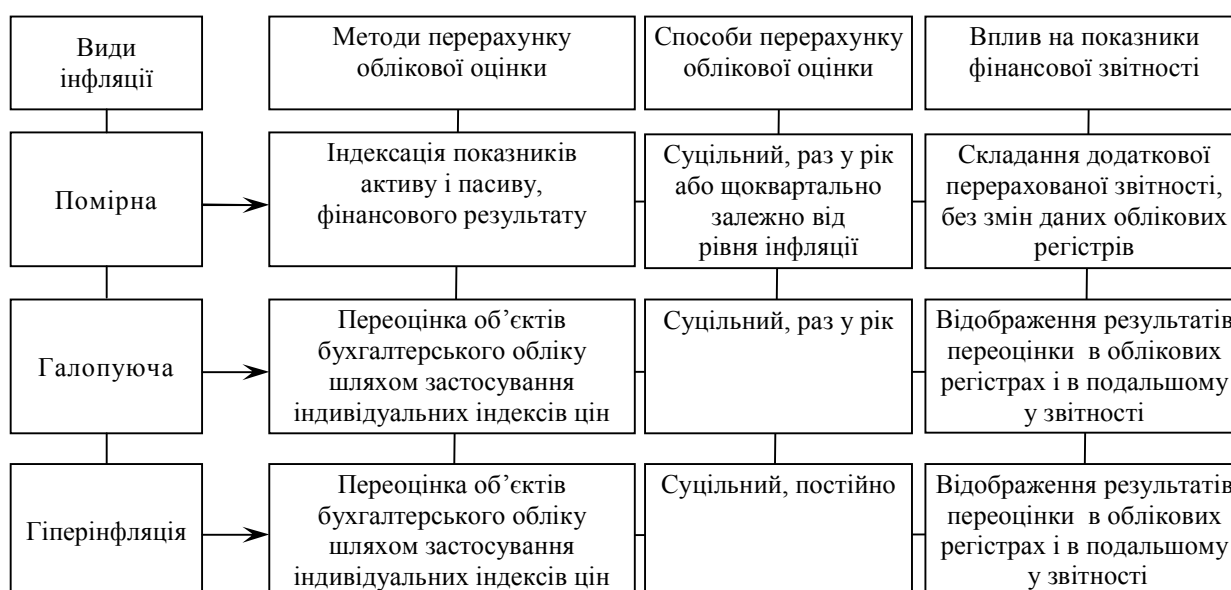 Види
інфляції
Методи перерахунку
облікової оцінки
Способи перерахунку
облікової оцінки
Вплив на показники
фінансової звітності
Помірна
Індексація показників
активу і пасиву,
фінансового результату
Суцільний, раз у рік
або щоквартально
залежно від
рівня інфляції
Складання додаткової
перерахованої звітності,
без змін даних облікових
регістрів
Галопуюча
Переоцінка об’єктів
бухгалтерського обліку
шляхом застосування
індивідуальних індексів цін
Суцільний, раз у рік
Відображення результатів
переоцінки в облікових
регістрах і в подальшому
у звітності
Гіперінфляція
Переоцінка об’єктів
бухгалтерського обліку
шляхом застосування
індивідуальних індексів цін
Суцільний, постійно
Відображення результатів
переоцінки в облікових
регістрах і в подальшому
у звітності